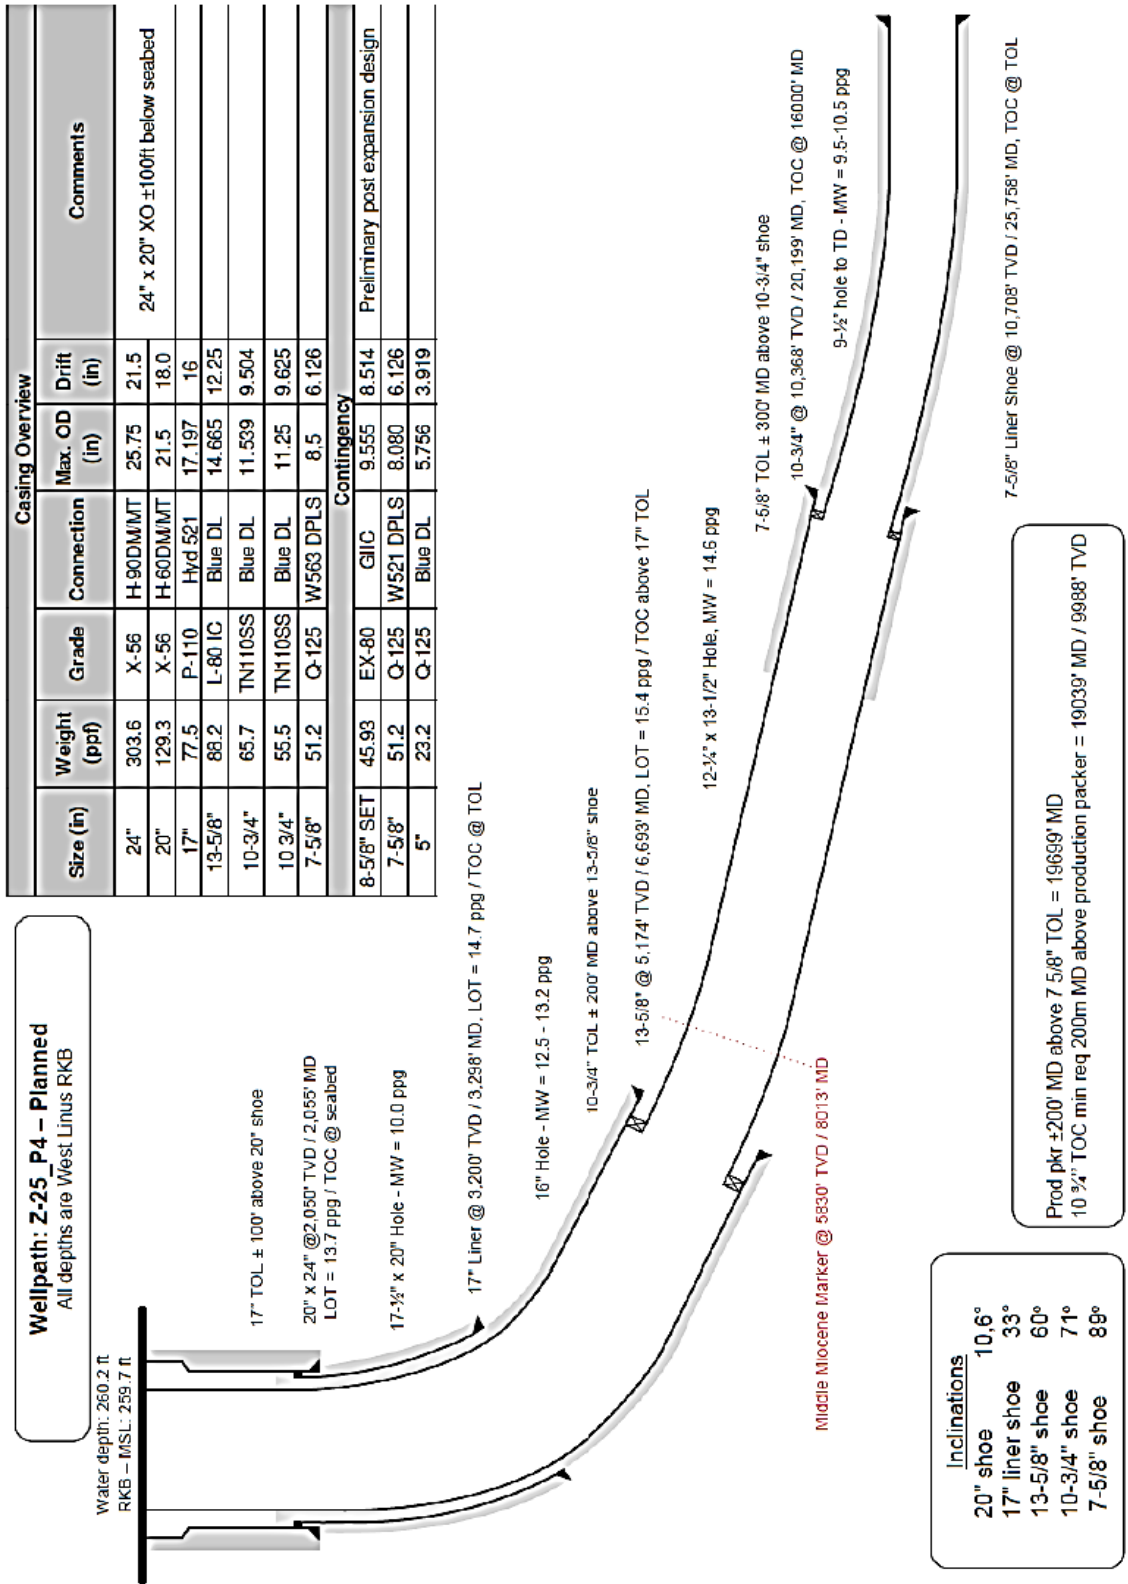 Wellpath: Z-25_P4 – Planned
All depths are West Linus RKB
Water depth: 260.2 ft
RKB – MSL: 259.7 ft
Casing Overview
Size (in) Weight (ppf) Grade Connection Max. OD (in) Drift (in) Comments
24" 303.6 X-56 H-90DM/MT 25.75 21.5 24" x 20" XO ±100ft below seabed
20" 129.3 X-56 H-60DM/MT 21.5 18.0
17" 77.5 P-110 Hyd 521 17.197 16
13-5/8" 88.2 L-80 IC Blue DL 14.665 12.25
10-3/4" 65.7 TN110SS Blue DL 11.539 9.504
10 3/4" 55.5 TN110SS Blue DL 11.25 9.625
7-5/8" 51.2 Q-125 W563 DPLS 8,5 6.126
Contingency
8-5/8" SET 45.93 EX-80 GIIC 9.555 8.514 Preliminary post expansion design
7-5/8" 51.2 Q-125 W521 DPLS 8.080 6.126
5" 23.2 Q-125 Blue DL 5.756 3.919
17" TOL ± 100' above 20" shoe
20" x 24" @2,050' TVD / 2,055' MD
LOT = 13.7 ppg / TOC @ seabed
17-½" x 20" Hole - MW = 10.0 ppg
17" Liner @ 3,200' TVD / 3,298' MD, LOT = 14.7 ppg / TOC @ TOL
16" Hole - MW = 12.5 - 13.2 ppg
10-3/4" TOL ± 200' MD above 13-5/8" shoe
13-5/8" @ 5,174' TVD / 6,693' MD, LOT = 15.4 ppg / TOC above 17" TOL
12-¼" x 13-1/2" Hole, MW = 14.6 ppg
7-5/8" TOL ± 300' MD above 10-3/4" shoe
10-3/4" @ 10,368' TVD / 20,199' MD, TOC @ 16000' MD
9-½" hole to TD - MW = 9.5-10.5 ppg
Middle Miocene Marker @ 5830' TVD / 8013' MD
7-5/8" Liner Shoe @ 10,708' TVD / 25,758' MD, TOC @ TOL
Inclinations
20" shoe 10,6°
17" liner shoe 33°
13-5/8" shoe 60°
10-3/4" shoe 71°
7-5/8" shoe 89°
Prod pkr ±200' MD above 7 5/8" TOL = 19699' MD
10 ¾" TOC min req 200m MD above production packer = 19039' MD / 9988' TVD